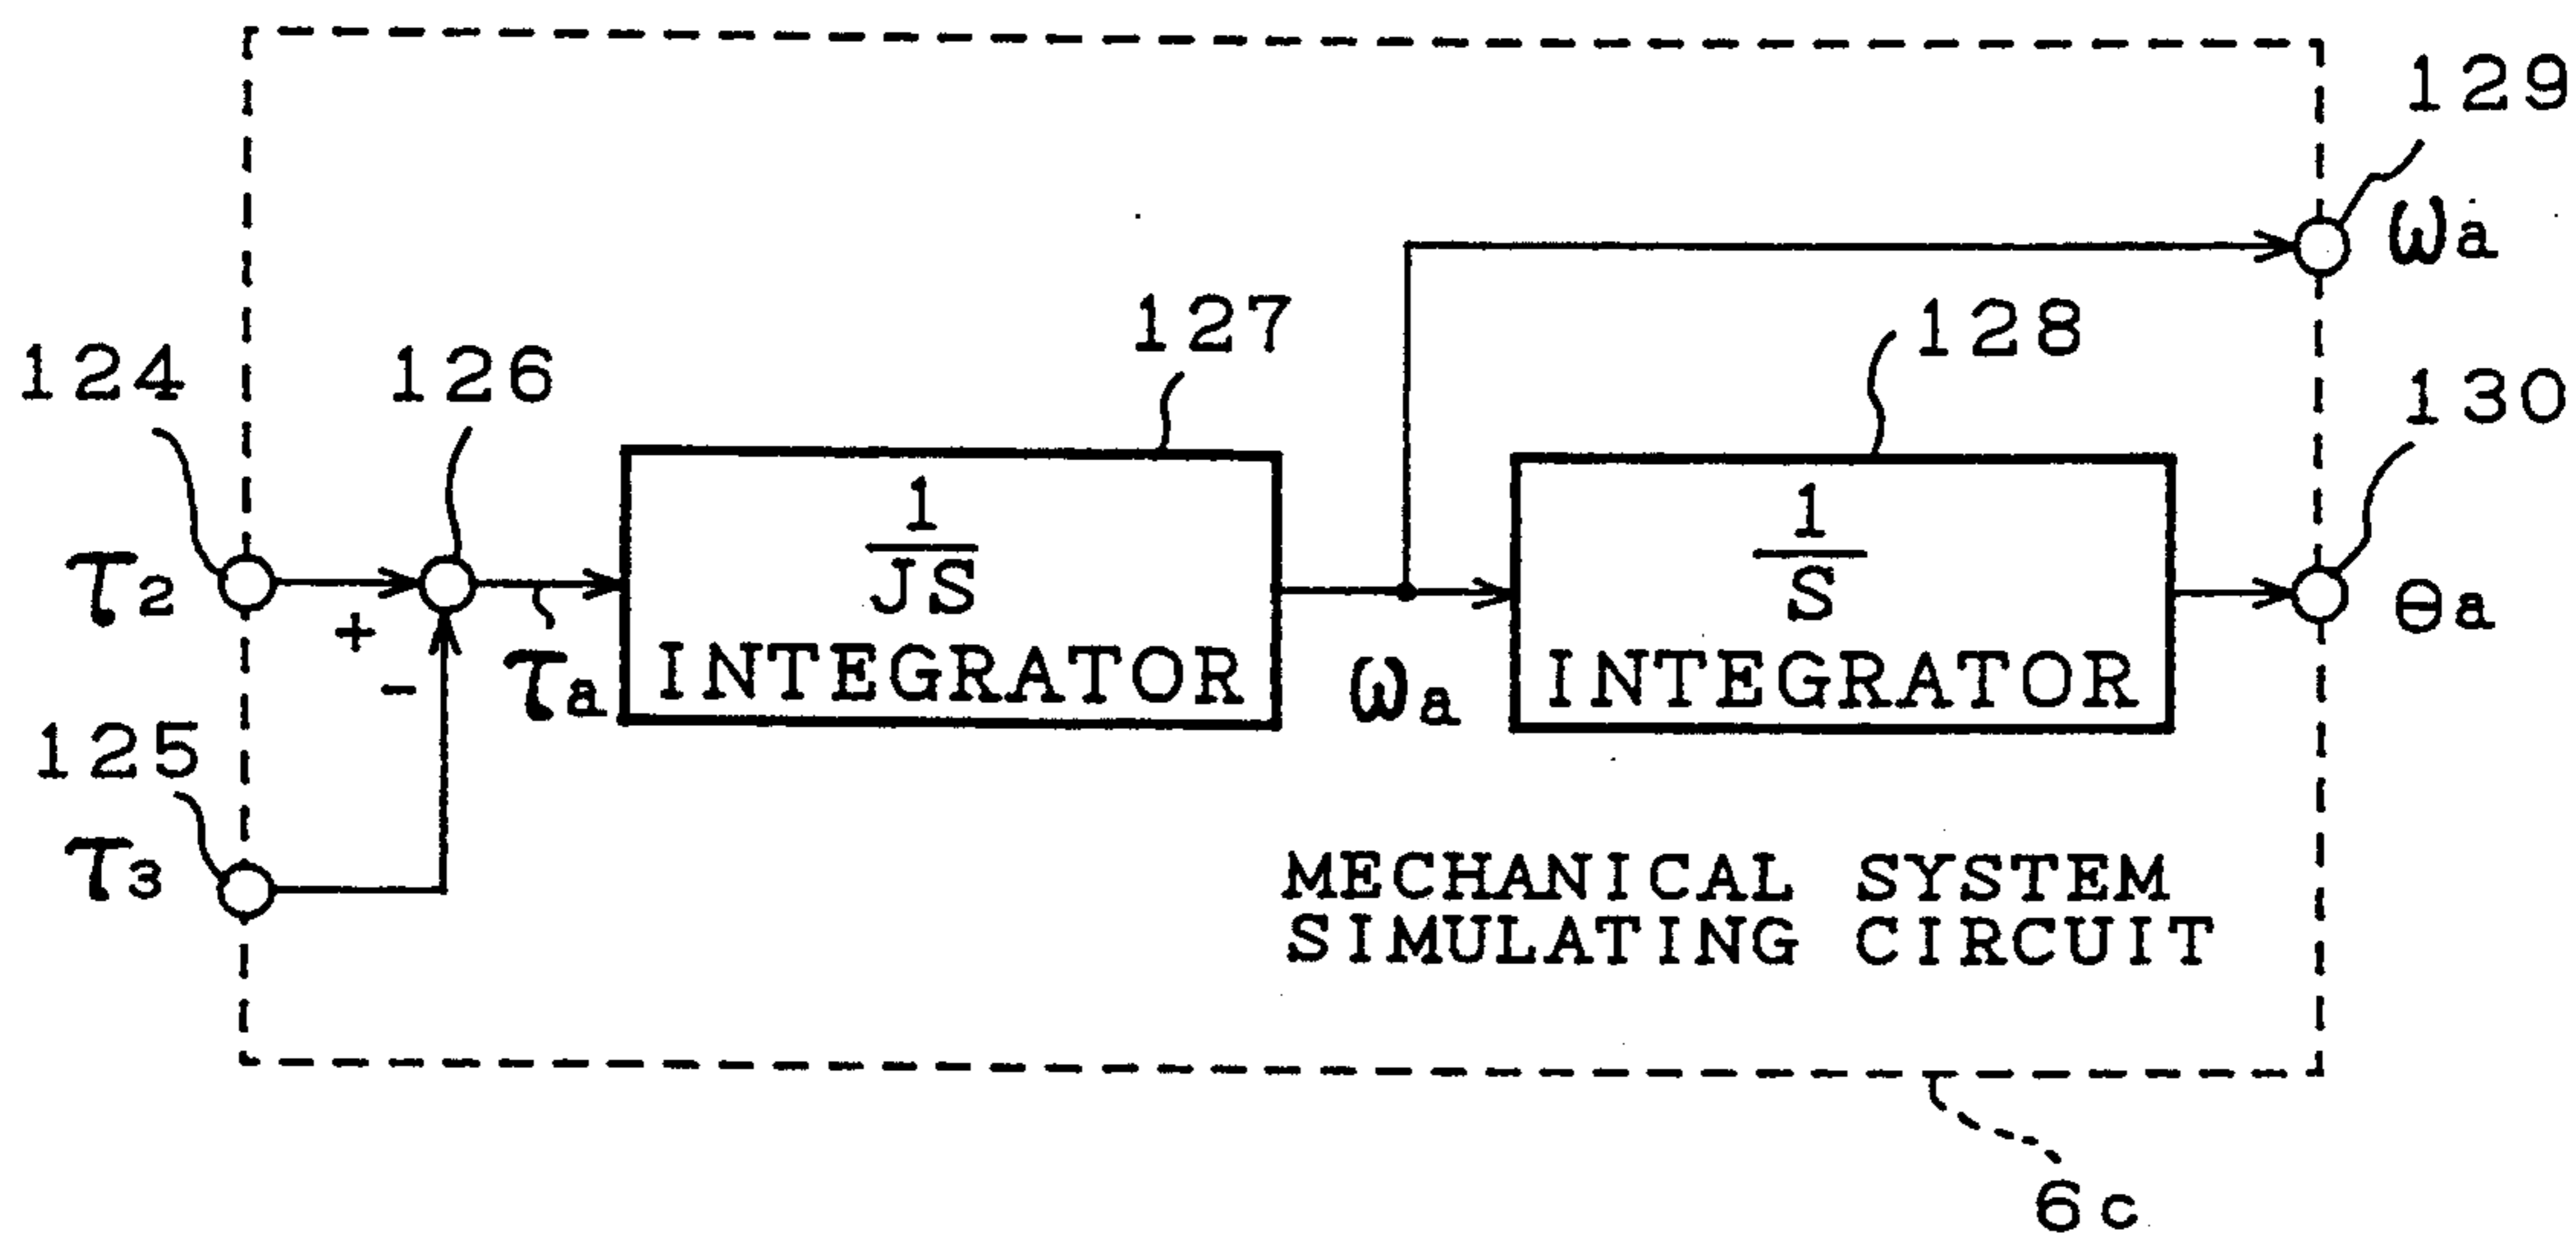 129
ωa
127
128
124
126
130
1
JS
INTEGRATOR
1
S
INTEGRATOR
τ2
+
-
τa
ωa
θa
125
τ3
MECHANICAL SYSTEM
SIMULATING CIRCUIT
6c